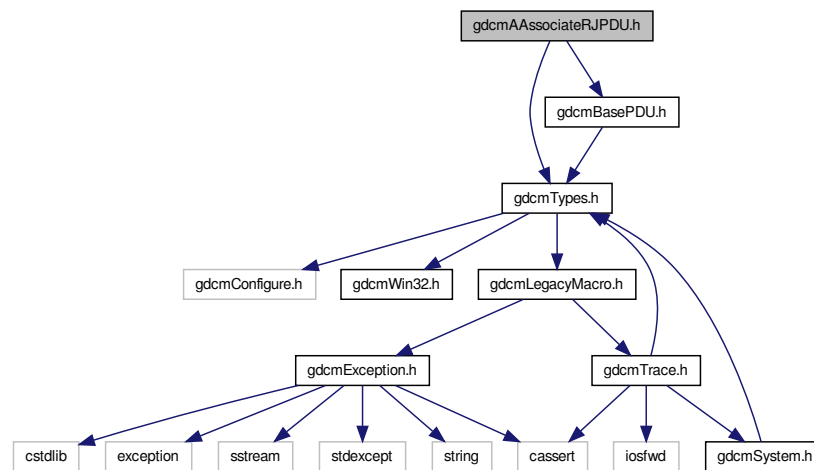 gdcmAAssociateRJPDU.h
gdcmBasePDU.h
gdcmTypes.h
gdcmConfigure.h
gdcmWin32.h
gdcmLegacyMacro.h
gdcmException.h
gdcmTrace.h
cstdlib
exception
sstream
stdexcept
string
cassert
iosfwd
gdcmSystem.h